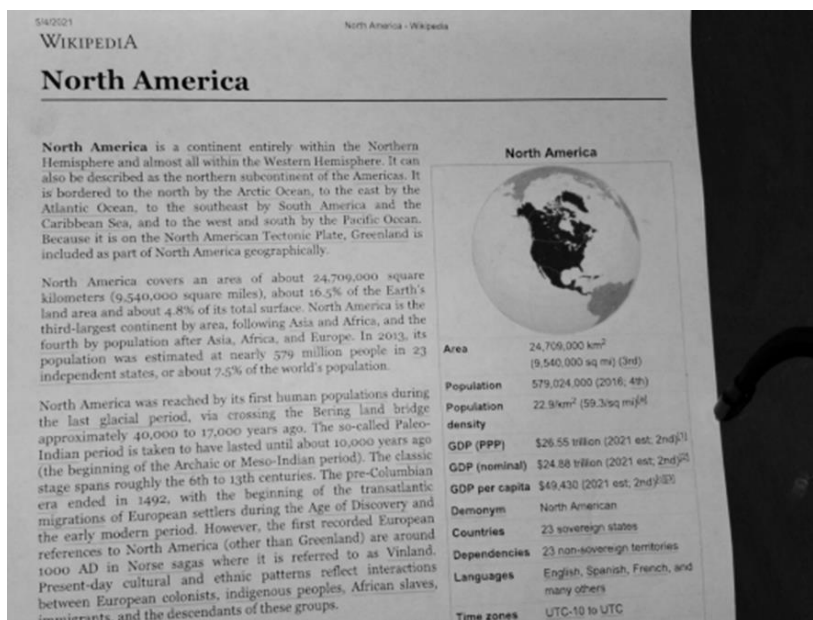 5/4/2021
North America - Wikipedia
WIKIPEDIA
North America
North America is a continent entirely within the Northern
Hemisphere and almost all within the Western Hemisphere. It can
also be described as the northern subcontinent of the Americas. It
is bordered to the north by the Arctic Ocean, to the east by the
Atlantic Ocean, to the southeast by South America and the
Caribbean Sea, and to the west and south by the Pacific Ocean.
Because it is on the North American Tectonic Plate, Greenland is
included as part of North America geographically.
North America covers an area of about 24,709,000 square
kilometers (9,540,000 square miles), about 16.5% of the Earth's
land area and about 4.8% of its total surface. North America is the
third-largest continent by area, following Asia and Africa, and the
fourth by population after Asia, Africa, and Europe. In 2013, its
population was estimated at nearly 579 million people in 23
independent states, or about 7.5% of the world's population.
North America was reached by its first human populations during
the last glacial period, via crossing the Bering land bridge
approximately 40,000 to 17,000 years ago. The so-called Paleo-
Indian period is taken to have lasted until about 10,000 years ago
(the beginning of the Archaic or Meso-Indian period). The classic
stage spans roughly the 6th to 13th centuries. The pre-Columbian
era ended in 1492, with the beginning of the transatlantic
migrations of European settlers during the Age of Discovery and
the early modern period. However, the first recorded European
references to North America (other than Greenland) are around
1000 AD in Norse sagas where it is referred to as Vinland.
Present-day cultural and ethnic patterns reflect interactions
between European colonists, indigenous peoples, African slaves,
immigrants, and the descendants of these groups.
North America
Area 24,709,000 km²
(9,540,000 sq mi) (3rd)
Population 579,024,000 (2016; 4th)
Population 22.9/km² (59.3/sq mi)
density
GDP (PPP) $26.55 trillion (2021 est; 2nd)[1]
GDP (nominal) $24.88 trillion (2021 est; 2nd)[2]
GDP per capita $49,430 (2021 est; 2nd)
Demonym North American
Countries 23 sovereign states
Dependencies 23 non-sovereign territories
Languages English, Spanish, French, and
many others
Time zones UTC-10 to UTC